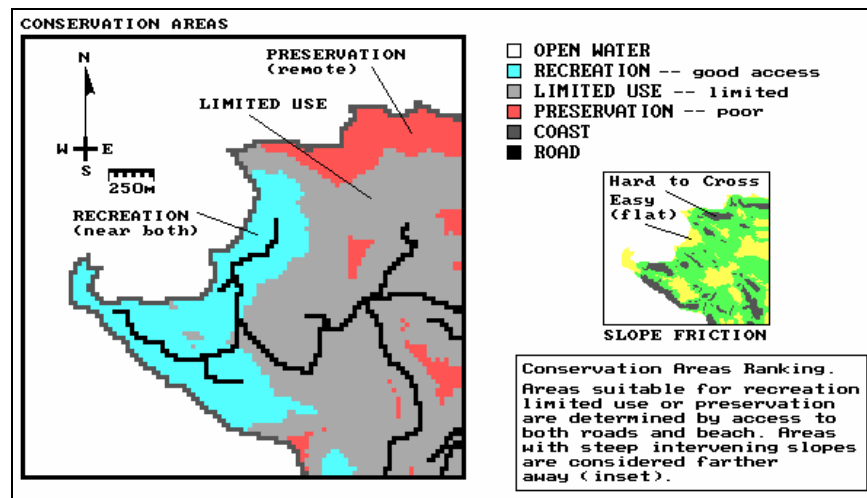 CONSERVATION AREAS
N
W E
S
250M
PRESERVATION
(remote)
LIMITED USE
RECREATION
(near both)
OPEN WATER
RECREATION -- good access
LIMITED USE -- limited
PRESERVATION -- poor
COAST
ROAD
Hard to Cross
Easy
(flat)
SLOPE FRICTION
Conservation Areas Ranking.
Areas suitable for recreation
limited use or preservation
are determined by access to
both roads and beach. Areas
with steep intervening slopes
are considered farther
away (inset).